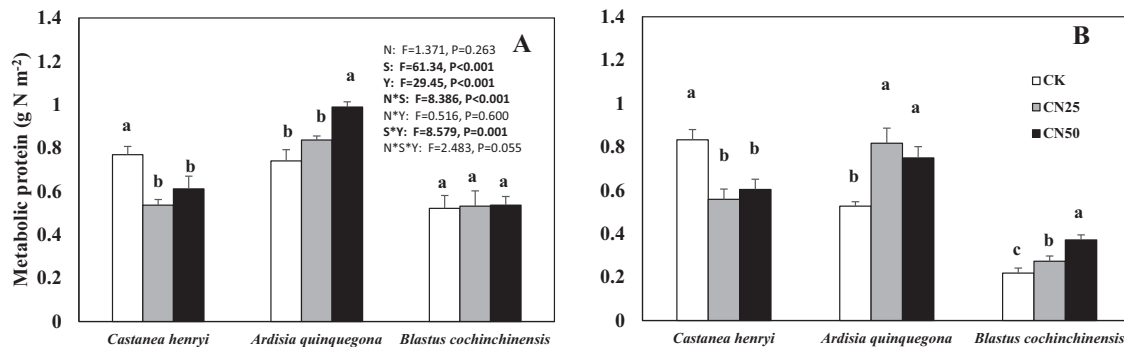 Metabolic protein (g N m-2)
1.4
1.2
1
0.8
0.6
0.4
0.2
0
A
N: F=1.371, P=0.263
S: F=61.34, P<0.001
Y: F=29.45, P<0.001
N*S: F=8.386, P<0.001
N*Y: F=0.516, P=0.600
S*Y: F=8.579, P=0.001
N*S*Y: F=2.483, P=0.055
a
b
b
b
b
a
a
a
a
Castanea henryi
Ardisia quinquegona
Blastus cochinchinensis
1.4
1.2
1
0.8
0.6
0.4
0.2
0
B
CK
CN25
CN50
a
b
b
b
a
a
c
b
a
Castanea henryi
Ardisia quinquegona
Blastus cochinchinensis